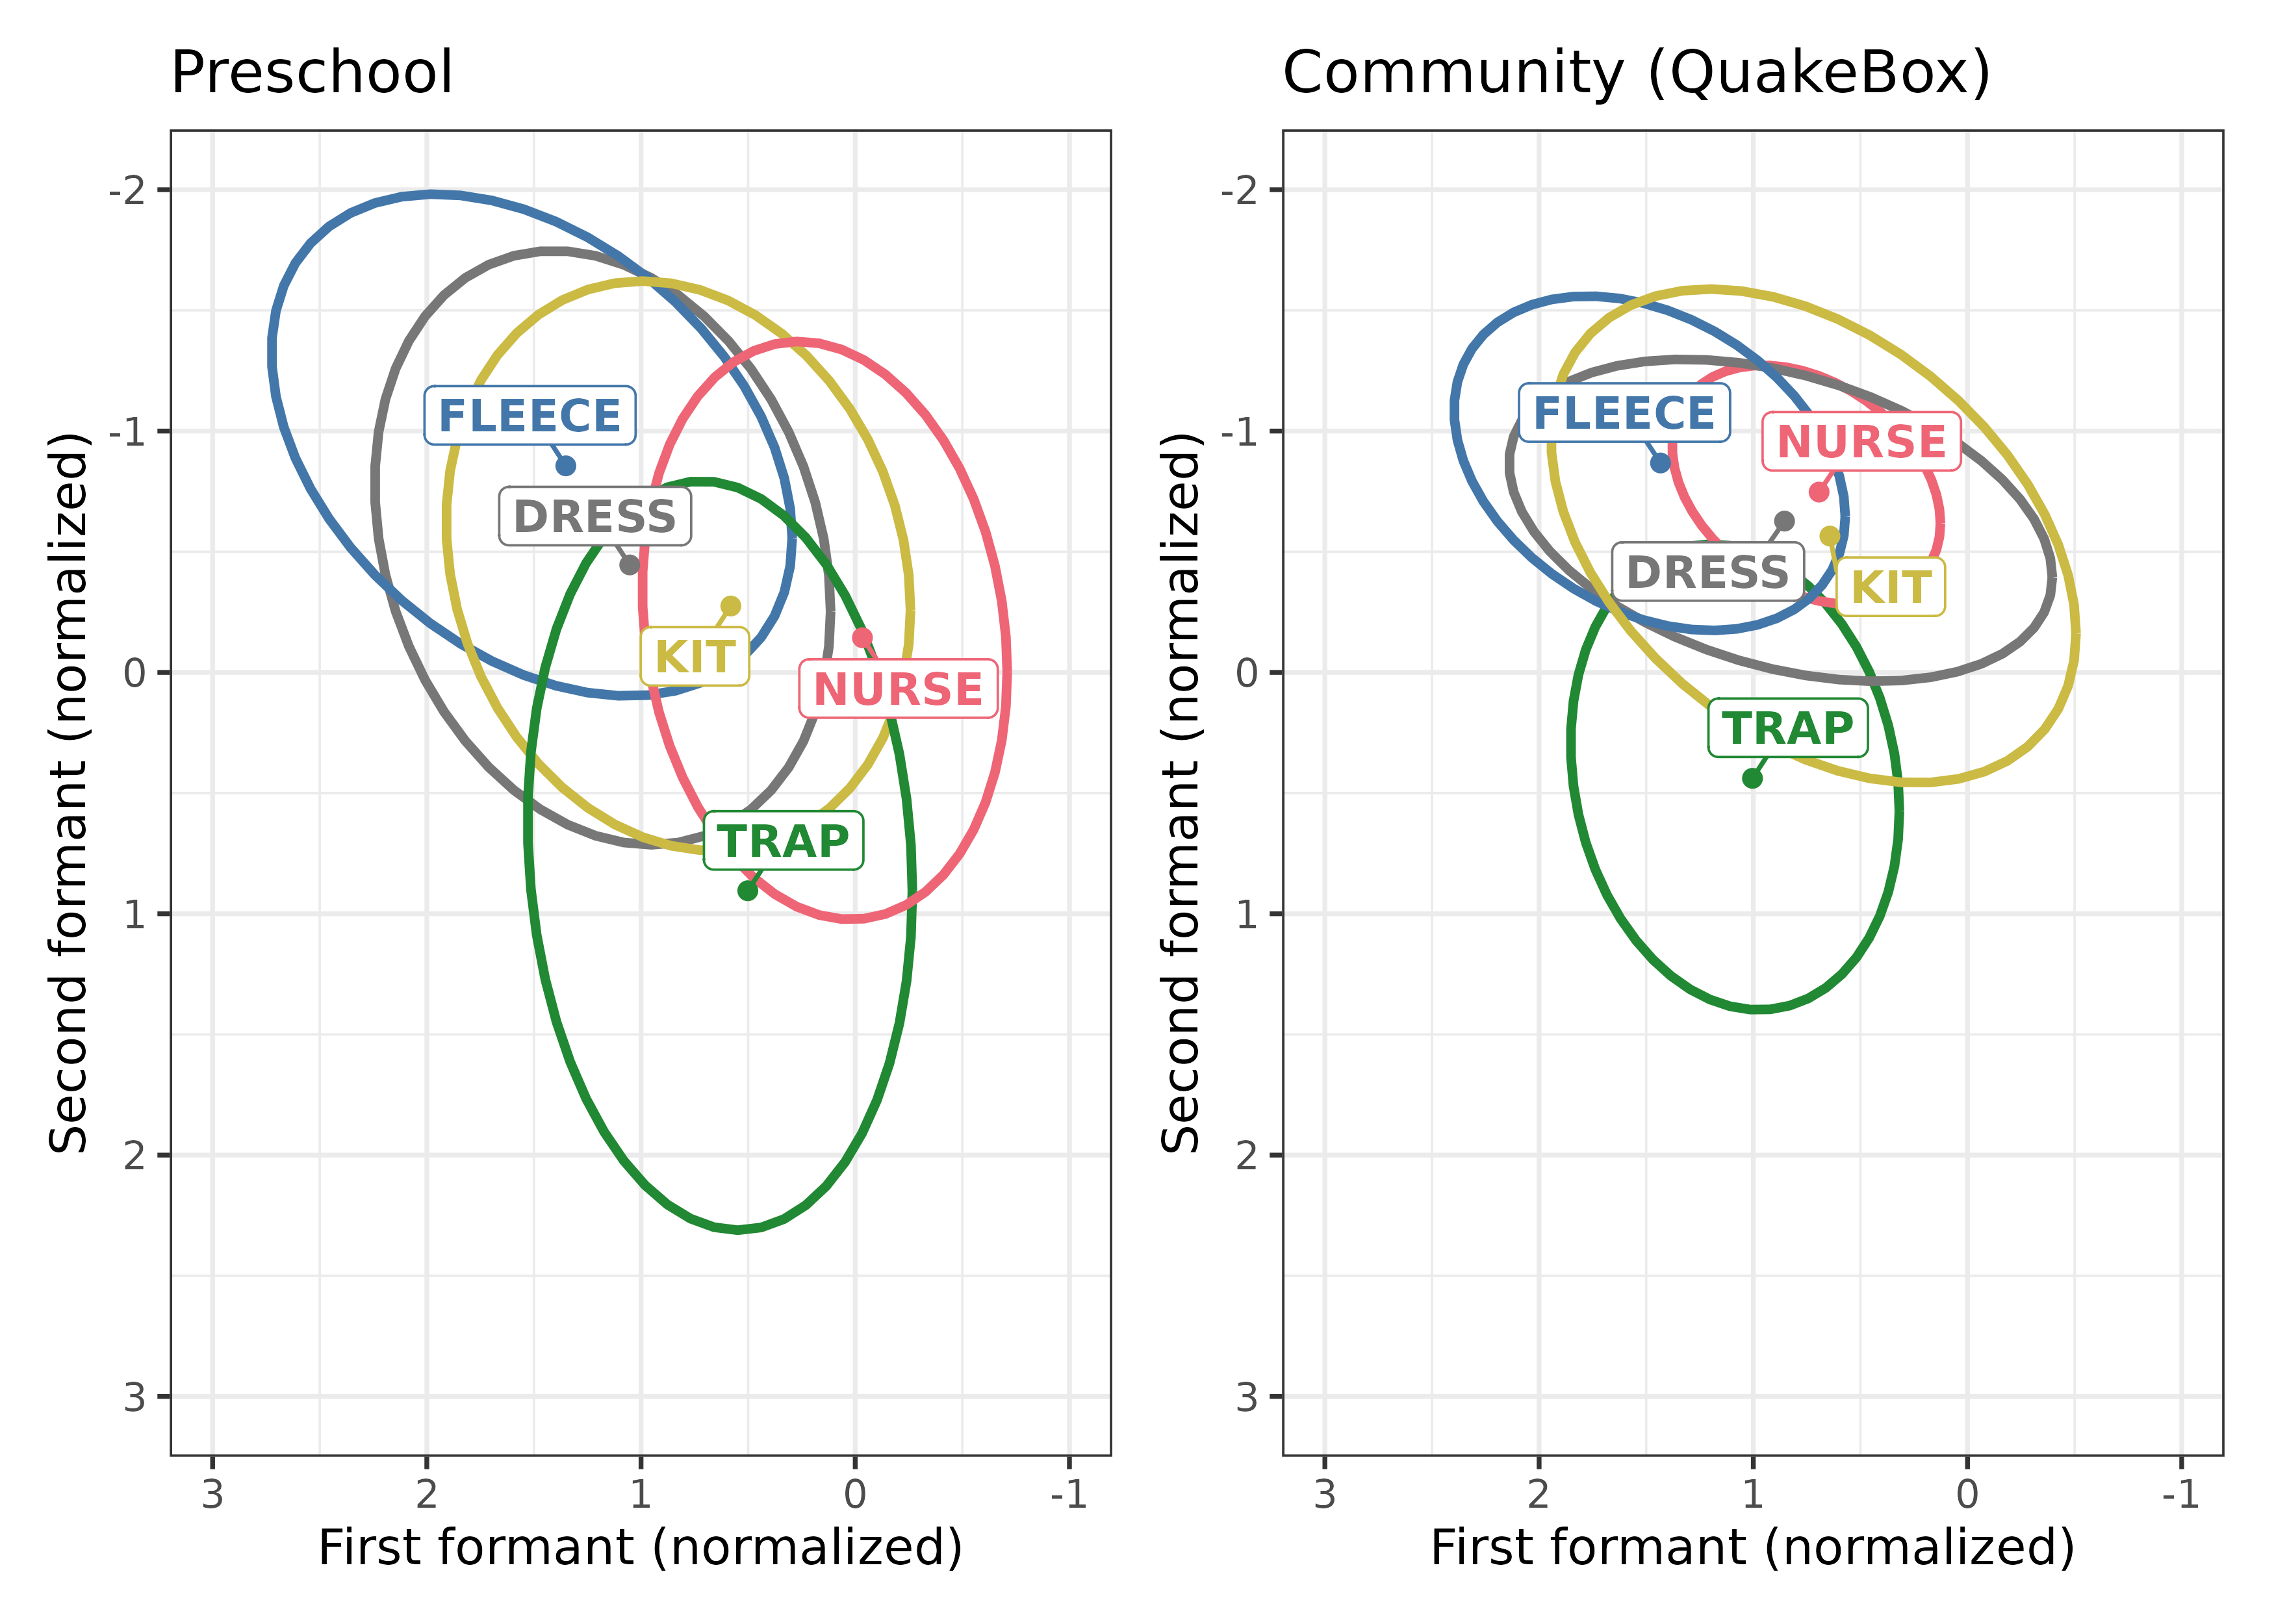 Preschool
Community (QuakeBox)
Second formant (normalized)
-2
-1
0
1
2
3
FLEECE
DRESS
KIT
NURSE
TRAP
3
2
1
0
-1
First formant (normalized)
Second formant (normalized)
-2
-1
0
1
2
3
FLEECE
NURSE
DRESS
KIT
TRAP
3
2
1
0
-1
First formant (normalized)